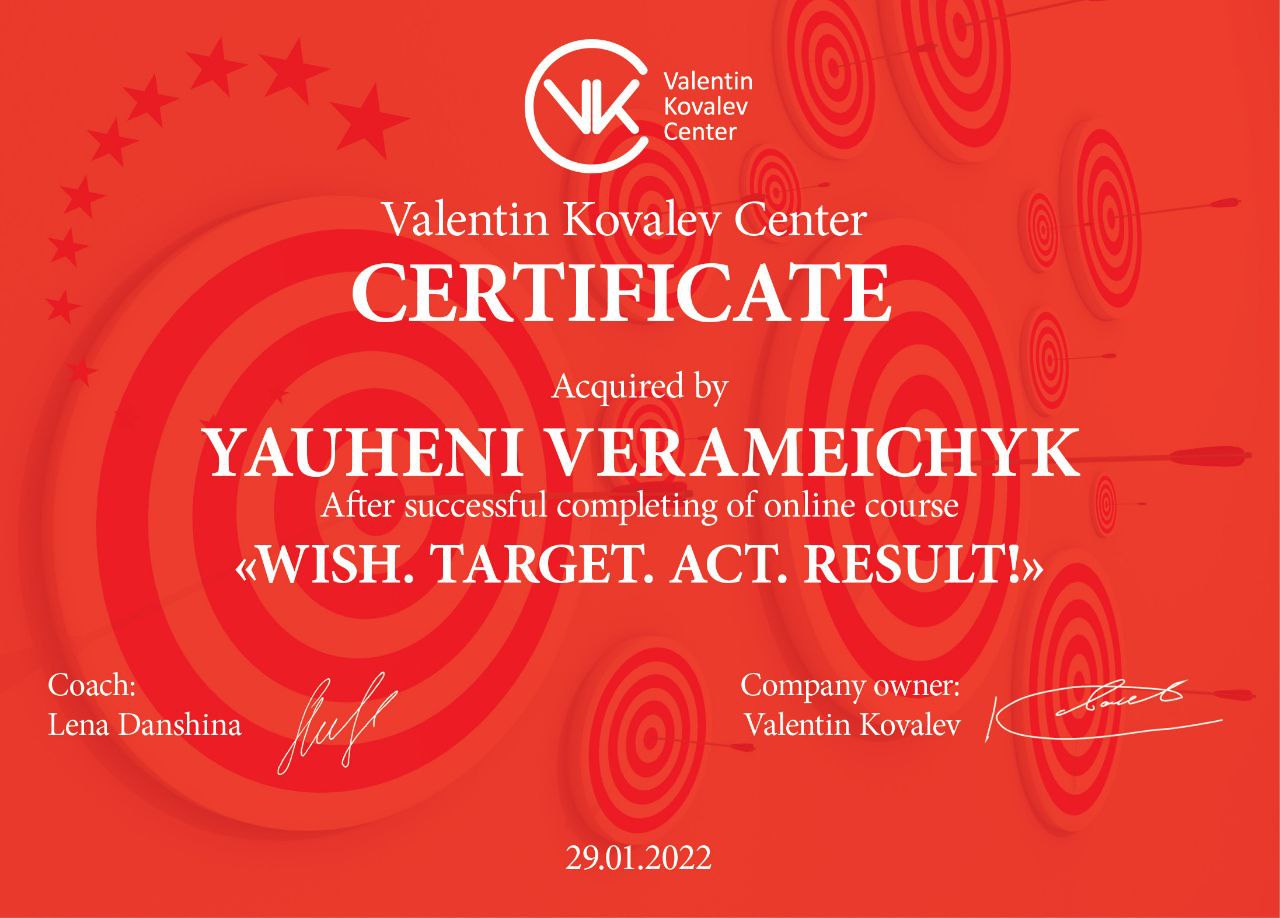 VK
Valentin
Kovalev
Center
Valentin Kovalev Center
CERTIFICATE
Acquired by
YAUHENI VERAMEICHYK
After successful completing of online course
«WISH. TARGET. ACT. RESULT!»
Coach:
Lena Danshina
Company owner:
Valentin Kovalev
29.01.2022